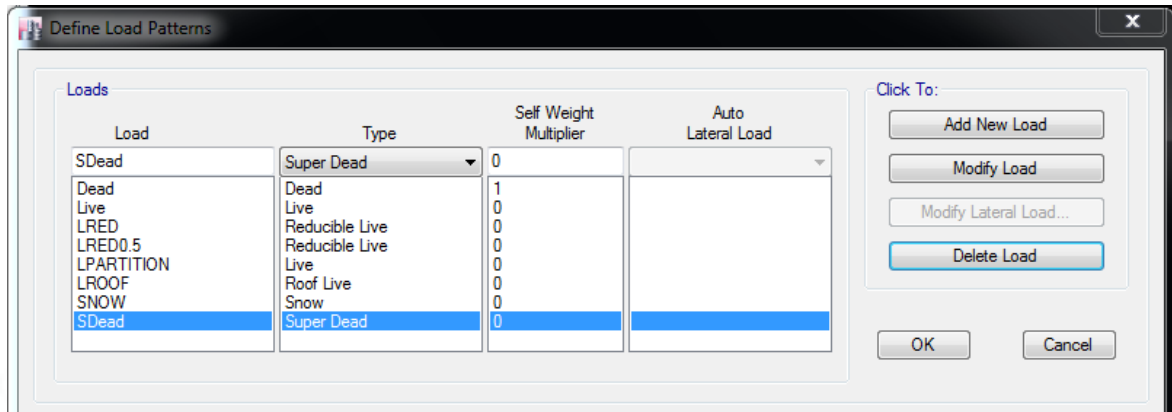 Define Load Patterns
x
Loads
Click To:
Load Type Self Weight Multiplier Auto Lateral Load
SDead Super Dead 0
Dead Dead 1
Live Live 0
LRED Reducible Live 0
LRED0.5 Reducible Live 0
LPARTITION Live 0
LROOF Roof Live 0
SNOW Snow 0
SDead Super Dead 0
Add New Load
Modify Load
Modify Lateral Load...
Delete Load
OK Cancel